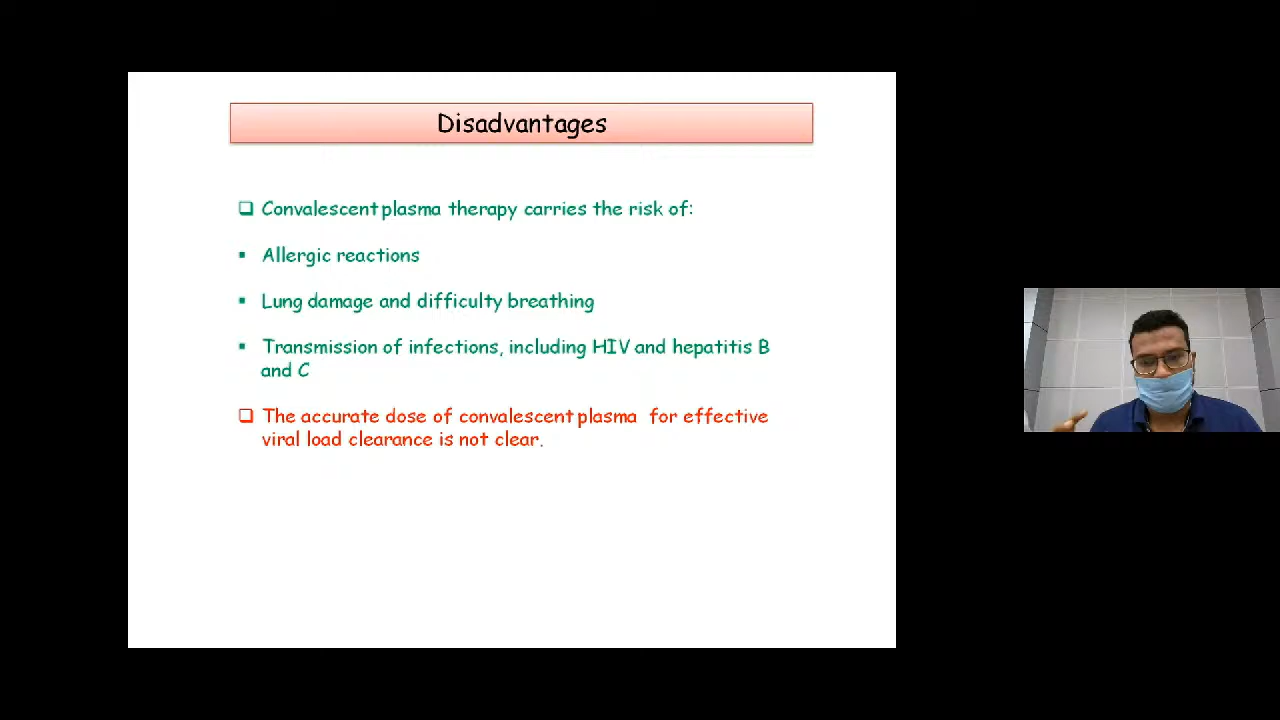 Disadvantages
❑ Convalescent plasma therapy carries the risk of:
▪ Allergic reactions
▪ Lung damage and difficulty breathing
▪ Transmission of infections, including HIV and hepatitis B
and C
❑ The accurate dose of convalescent plasma for effective
viral load clearance is not clear.